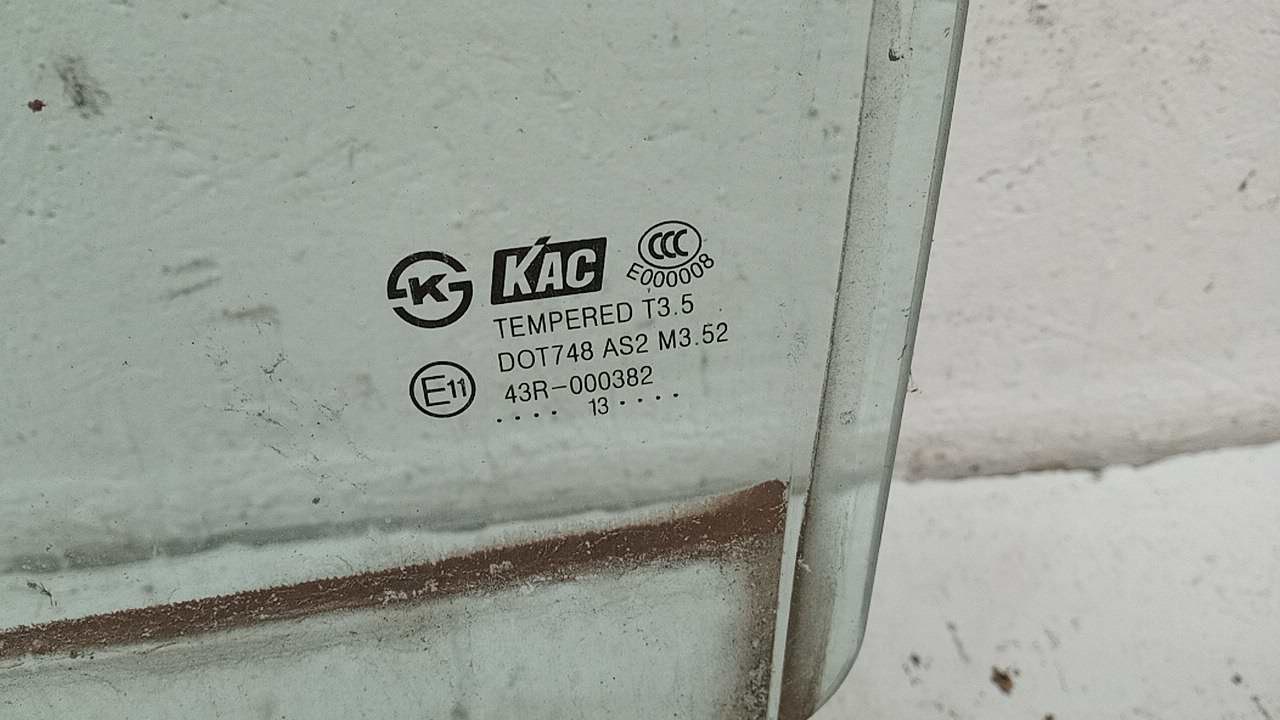 K KAC CCC
E000008
TEMPERED T3.5
DOT748 AS2 M3.52
E11 43R-000382
.... 13 ....